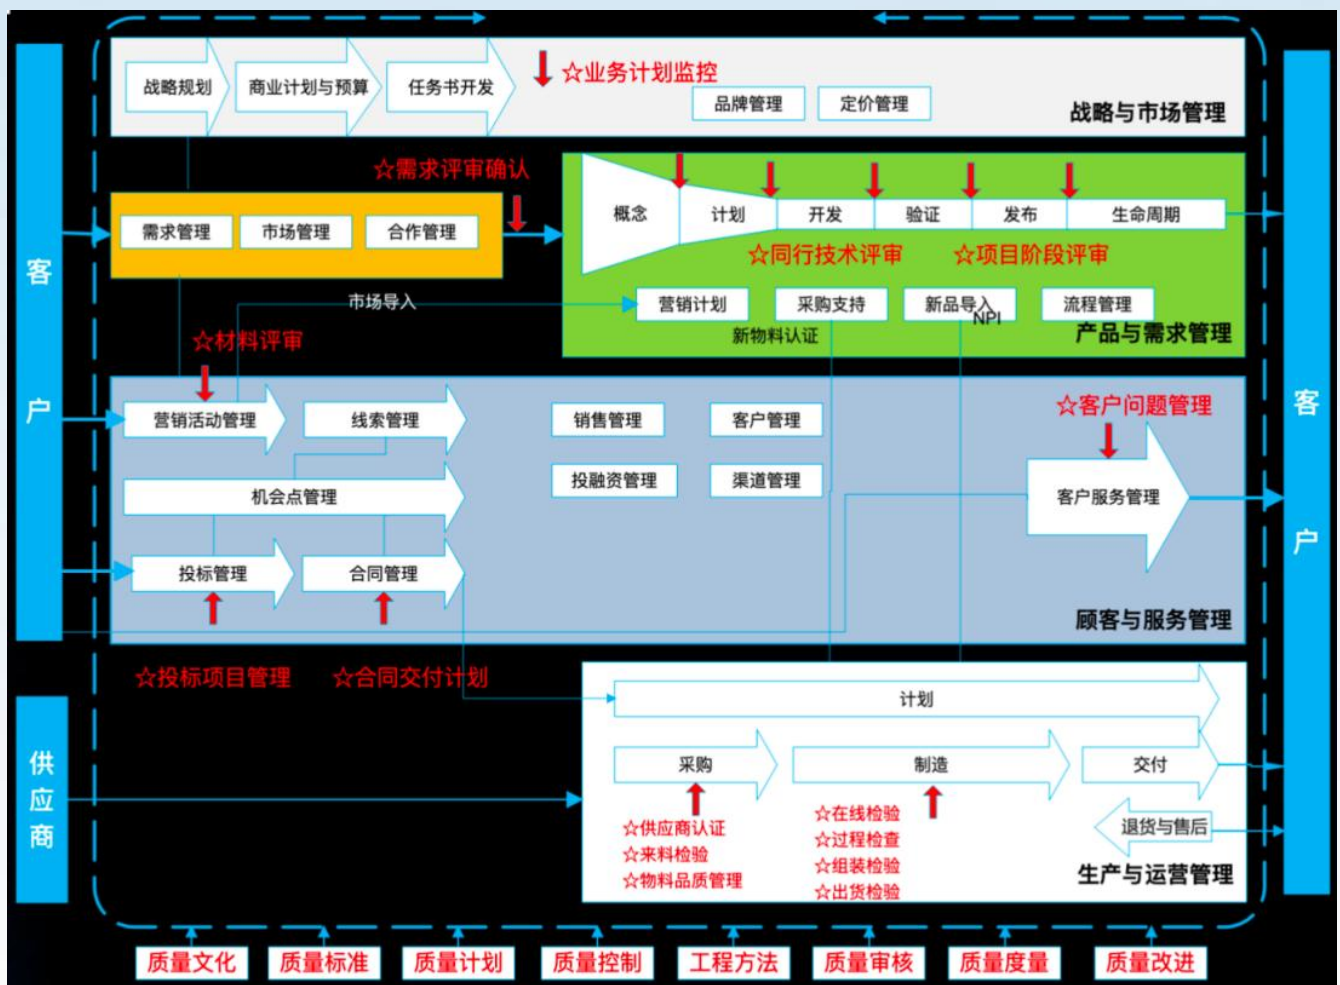 战略规划
商业计划与预算
任务书开发
☆业务计划监控
品牌管理
定价管理
战略与市场管理
☆需求评审确认
需求管理
市场管理
合作管理
概念
计划
开发
验证
发布
生命周期
☆同行技术评审
☆项目阶段评审
市场导入
营销计划
采购支持
新品导入
NPI
流程管理
新物料认证
产品与需求管理
☆材料评审
客
户
营销活动管理
线索管理
销售管理
客户管理
☆客户问题管理
机会点管理
投融资管理
渠道管理
客户服务管理
投标管理
合同管理
顾客与服务管理
客
户
☆投标项目管理
☆合同交付计划
计划
供
应
商
采购
制造
交付
☆供应商认证
☆来料检验
☆物料品质管理
☆在线检验
☆过程检查
☆组装检验
☆出货检验
退货与售后
生产与运营管理
质量文化
质量标准
质量计划
质量控制
工程方法
质量审核
质量度量
质量改进